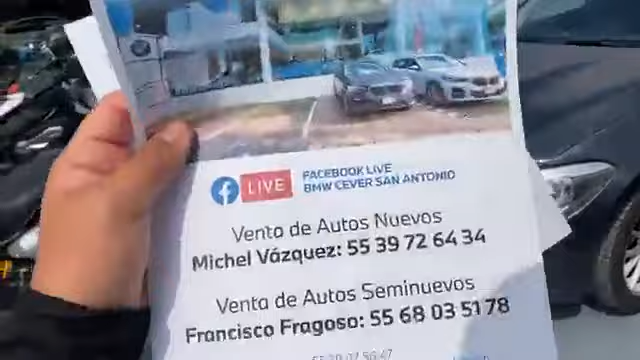 LIVE
FACEBOOK LIVE
BMW CEVER SAN ANTONIO
Venta de Autos Nuevos
Michel Vázquez: 55 39 72 64 34
Venta de Autos Seminuevos
Francisco Fragoso: 55 68 03 51 78